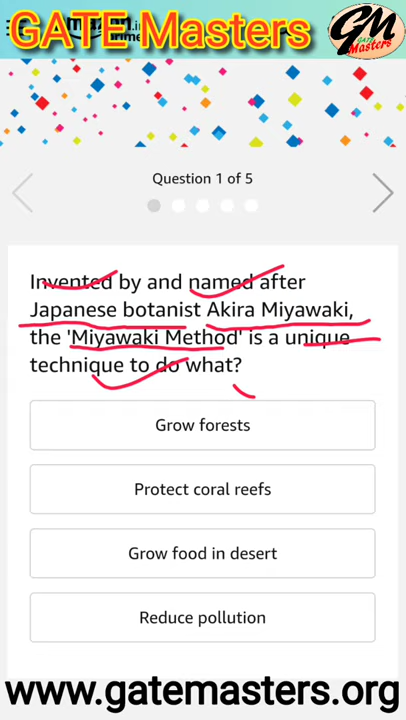 GATE Masters
GM
GATE
Masters
Question 1 of 5
Invented by and named after
Japanese botanist Akira Miyawaki,
the 'Miyawaki Method' is a unique
technique to do what?
Grow forests
Protect coral reefs
Grow food in desert
Reduce pollution
www.gatemasters.org